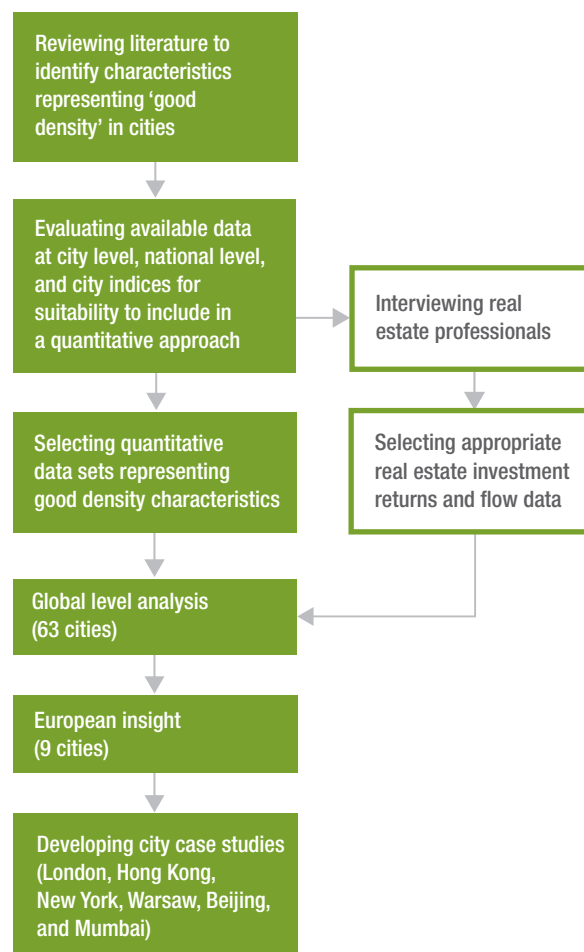 Reviewing literature to
identify characteristics
representing ‘good
density’ in cities
Evaluating available data
at city level, national level,
and city indices for
suitability to include in
a quantitative approach
Interviewing real
estate professionals
Selecting quantitative
data sets representing
good density characteristics
Selecting appropriate
real estate investment
returns and flow data
Global level analysis
(63 cities)
European insight
(9 cities)
Developing city case studies
(London, Hong Kong,
New York, Warsaw, Beijing,
and Mumbai)